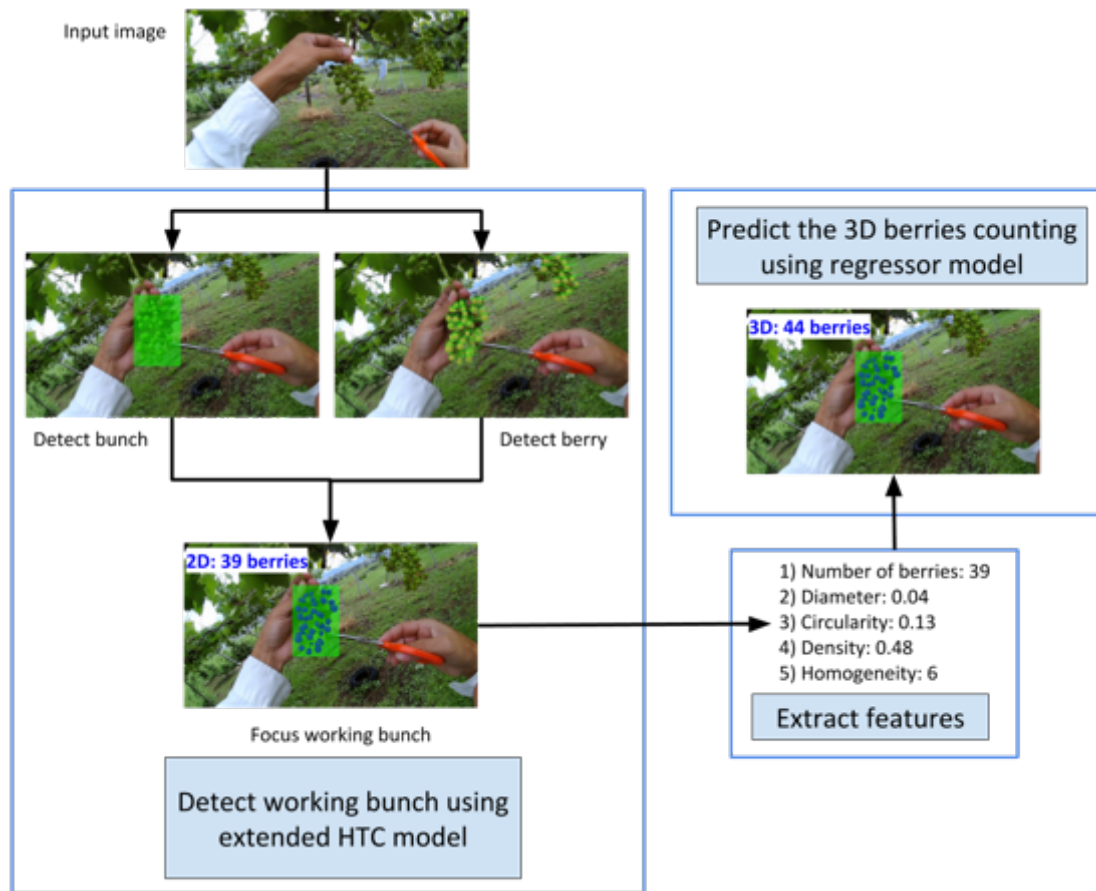 Input image
Detect bunch
Detect berry
2D: 39 berries
Focus working bunch
Detect working bunch using
extended HTC model
1) Number of berries: 39
2) Diameter: 0.04
3) Circularity: 0.13
4) Density: 0.48
5) Homogeneity: 6
Extract features
Predict the 3D berries counting
using regressor model
3D: 44 berries